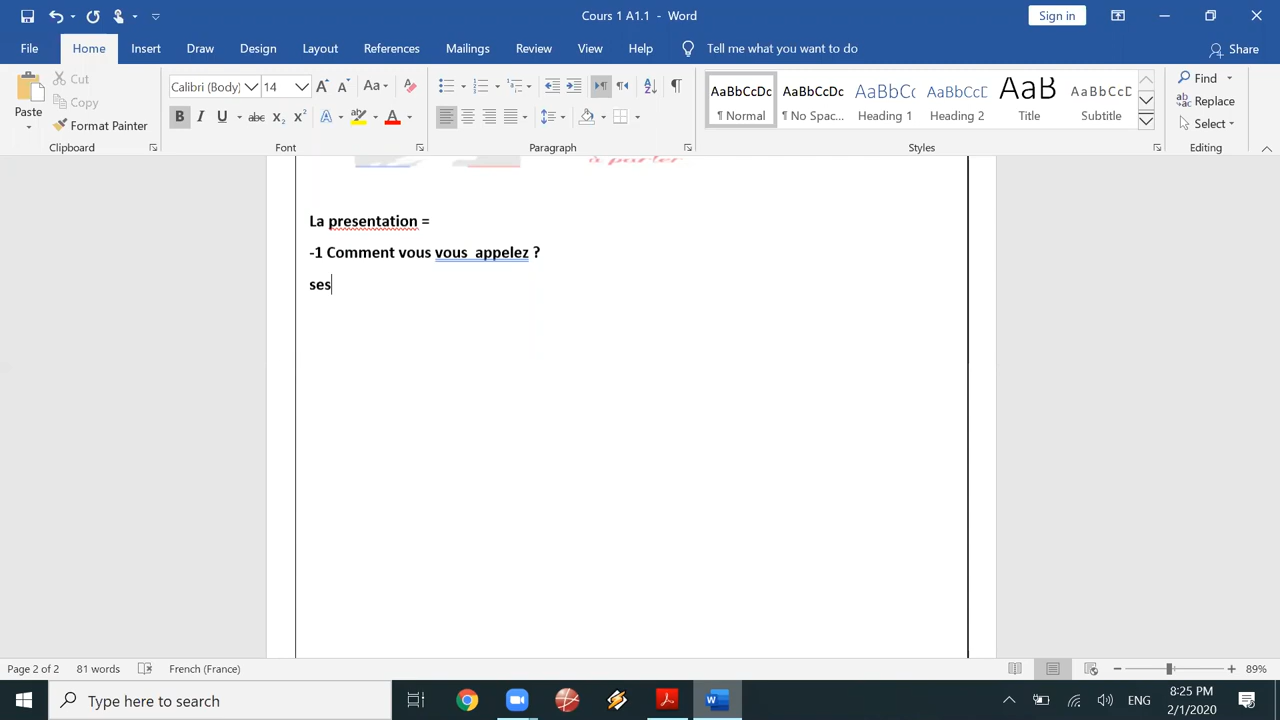 Cours 1 A1.1 - Word
Sign in
File Home Insert Draw Design Layout References Mailings Review View Help Tell me what you want to do Share
Paste
Cut
Copy
Format Painter
Clipboard
Calibri (Body) 14
Font
Paragraph
AaBbCcDc AaBbCcDc AaBbCc AaBbCcC AaB AaBbCcD
¶ Normal ¶ No Spac... Heading 1 Heading 2 Title Subtitle
Styles
Find
Replace
Select
Editing
à parler
La presentation =
-1 Comment vous vous appelez ?
ses
Page 2 of 2 81 words French (France) 89%
Type here to search
ENG
8:25 PM
2/1/2020